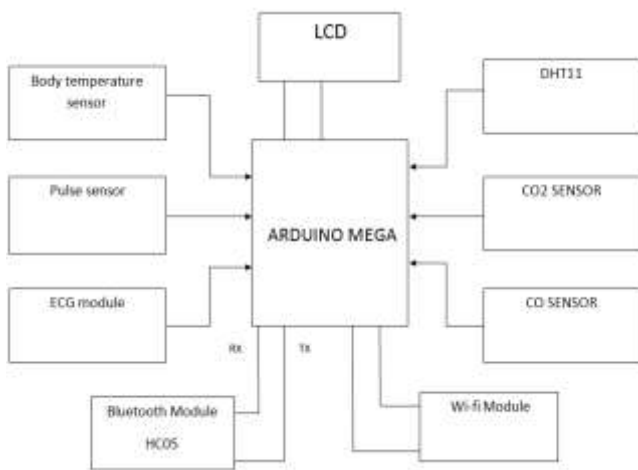 LCD
Body temperature
sensor
DHT11
Pulse sensor
CO2 SENSOR
ARDUINO MEGA
ECG module
CO SENSOR
Rx
Tx
Bluetooth Module
HC05
Wi-fi Module